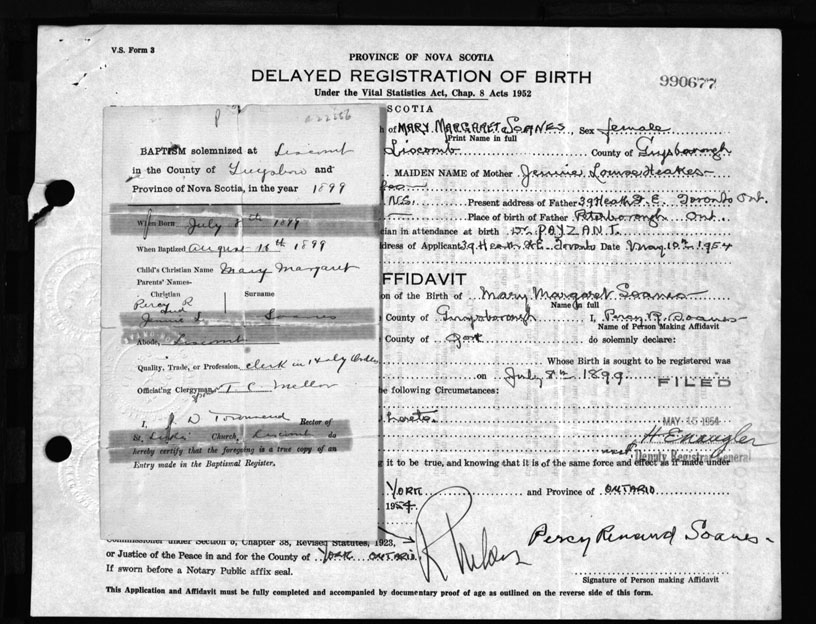 V.S. Form 3
PROVINCE OF NOVA SCOTIA
DELAYED REGISTRATION OF BIRTH
990677
Under the Vital Statistics Act, Chap. 8 Acts 1952
SCOTIA
h of MARY MARGARET SOANES, Sex female
Print Name in full
Liscomb County of Guysborough
MAIDEN NAME of Mother Jennie Louise Heakes
N.S. Present address of Father 39 Heath St. E. Toronto Ont.
Place of birth of Father Peterborough Ont.
cian in attendance at birth Dr. PAYZANT
ddress of Applicant 39 Heath St. E. Toronto Date May 10th 1954
FFIDAVIT
on of the Birth of Mary Margaret Soanes
Name in full
County of Guysborough I, Percy R. Soanes
Name of Person Making Affidavit
County of York do solemnly declare:
Whose Birth is sought to be registered was
on July 8th 1899
FILED
he following Circumstances:
MAY 15 1954
Deputy Registrar General
g it to be true, and knowing that it is of the same force and effect as if made under
YORK and Province of ONTARIO
1954
Percy Renaud Soanes
Commissioner under Section 5, Chapter 38, Revised Statutes, 1923,
or Justice of the Peace in and for the County of YORK ONTARIO
If sworn before a Notary Public affix seal.
Signature of Person making Affidavit
This Application and Affidavit must be fully completed and accompanied by documentary proof of age as outlined on the reverse side of this form.
BAPTISM solemnized at Liscomb
in the County of Guysboro and
Province of Nova Scotia, in the year 1899
When Born July 8th 1899
When Baptized August 18th 1899
Child's Christian Name Mary Margaret
Parents' Names-
Christian Surname
Percy R
and
Jennie L. Soanes
Abode, Liscomb
Quality, Trade, or Profession, clerk in
Officiating Clergyman T. C. Mellor
I, J. D Townsend Rector of
St. Church, Liscomb do
hereby certify that the foregoing is a true copy of an
Entry made in the Baptismal Register.